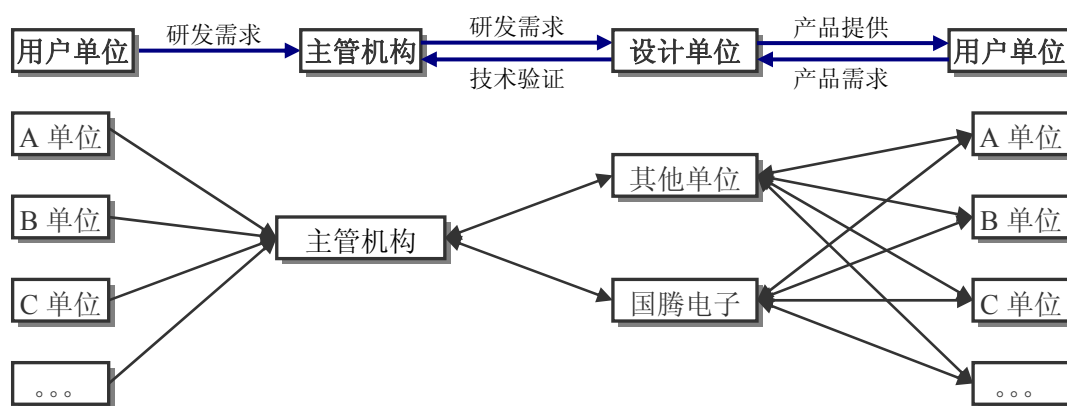 研发需求
研发需求
产品提供
用户单位
主管机构
设计单位
用户单位
技术验证
产品需求
A 单位
A 单位
其他单位
B 单位
B 单位
主管机构
C 单位
国腾电子
C 单位
。。。
。。。